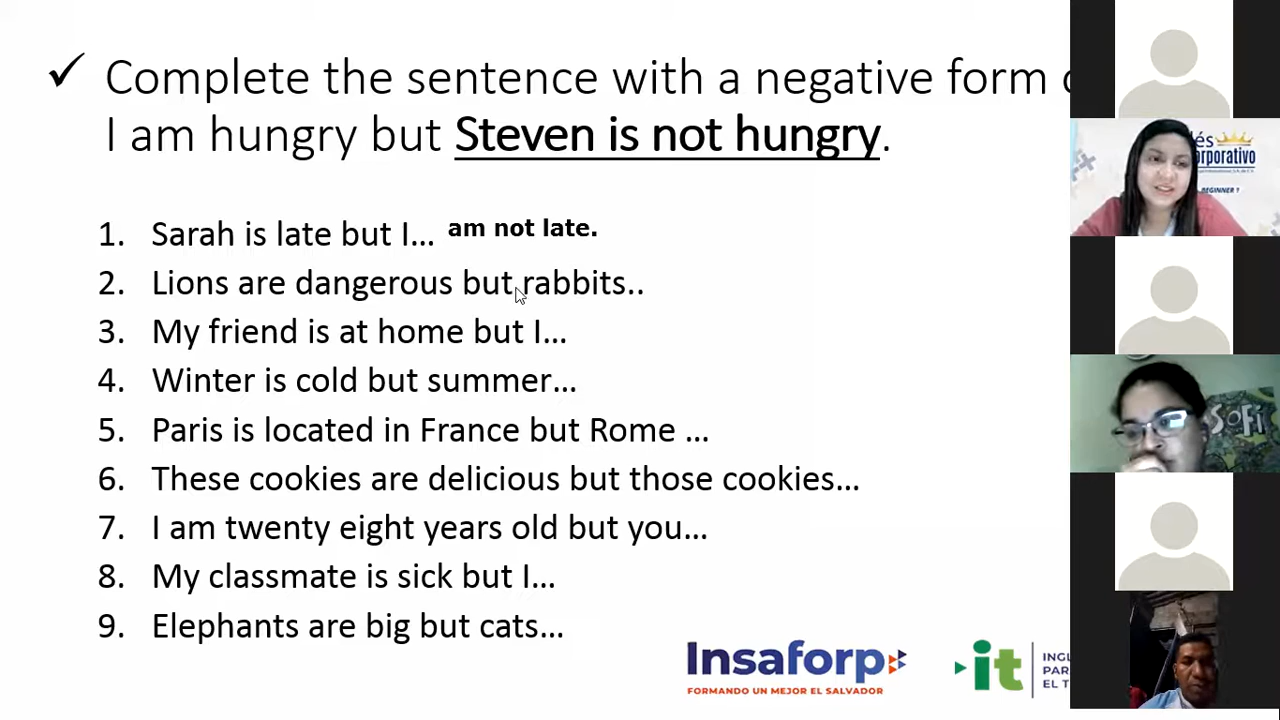 ✓ Complete the sentence with a negative form
I am hungry but Steven is not hungry.
1. Sarah is late but I… am not late.
2. Lions are dangerous but rabbits..
3. My friend is at home but I…
4. Winter is cold but summer…
5. Paris is located in France but Rome …
6. These cookies are delicious but those cookies…
7. I am twenty eight years old but you…
8. My classmate is sick but I…
9. Elephants are big but cats…
Insaforp
FORMANDO UN MEJOR EL SALVADOR
it
INGL
PAR
EL T
és
orporativo
BEGINNER ?
SOFI